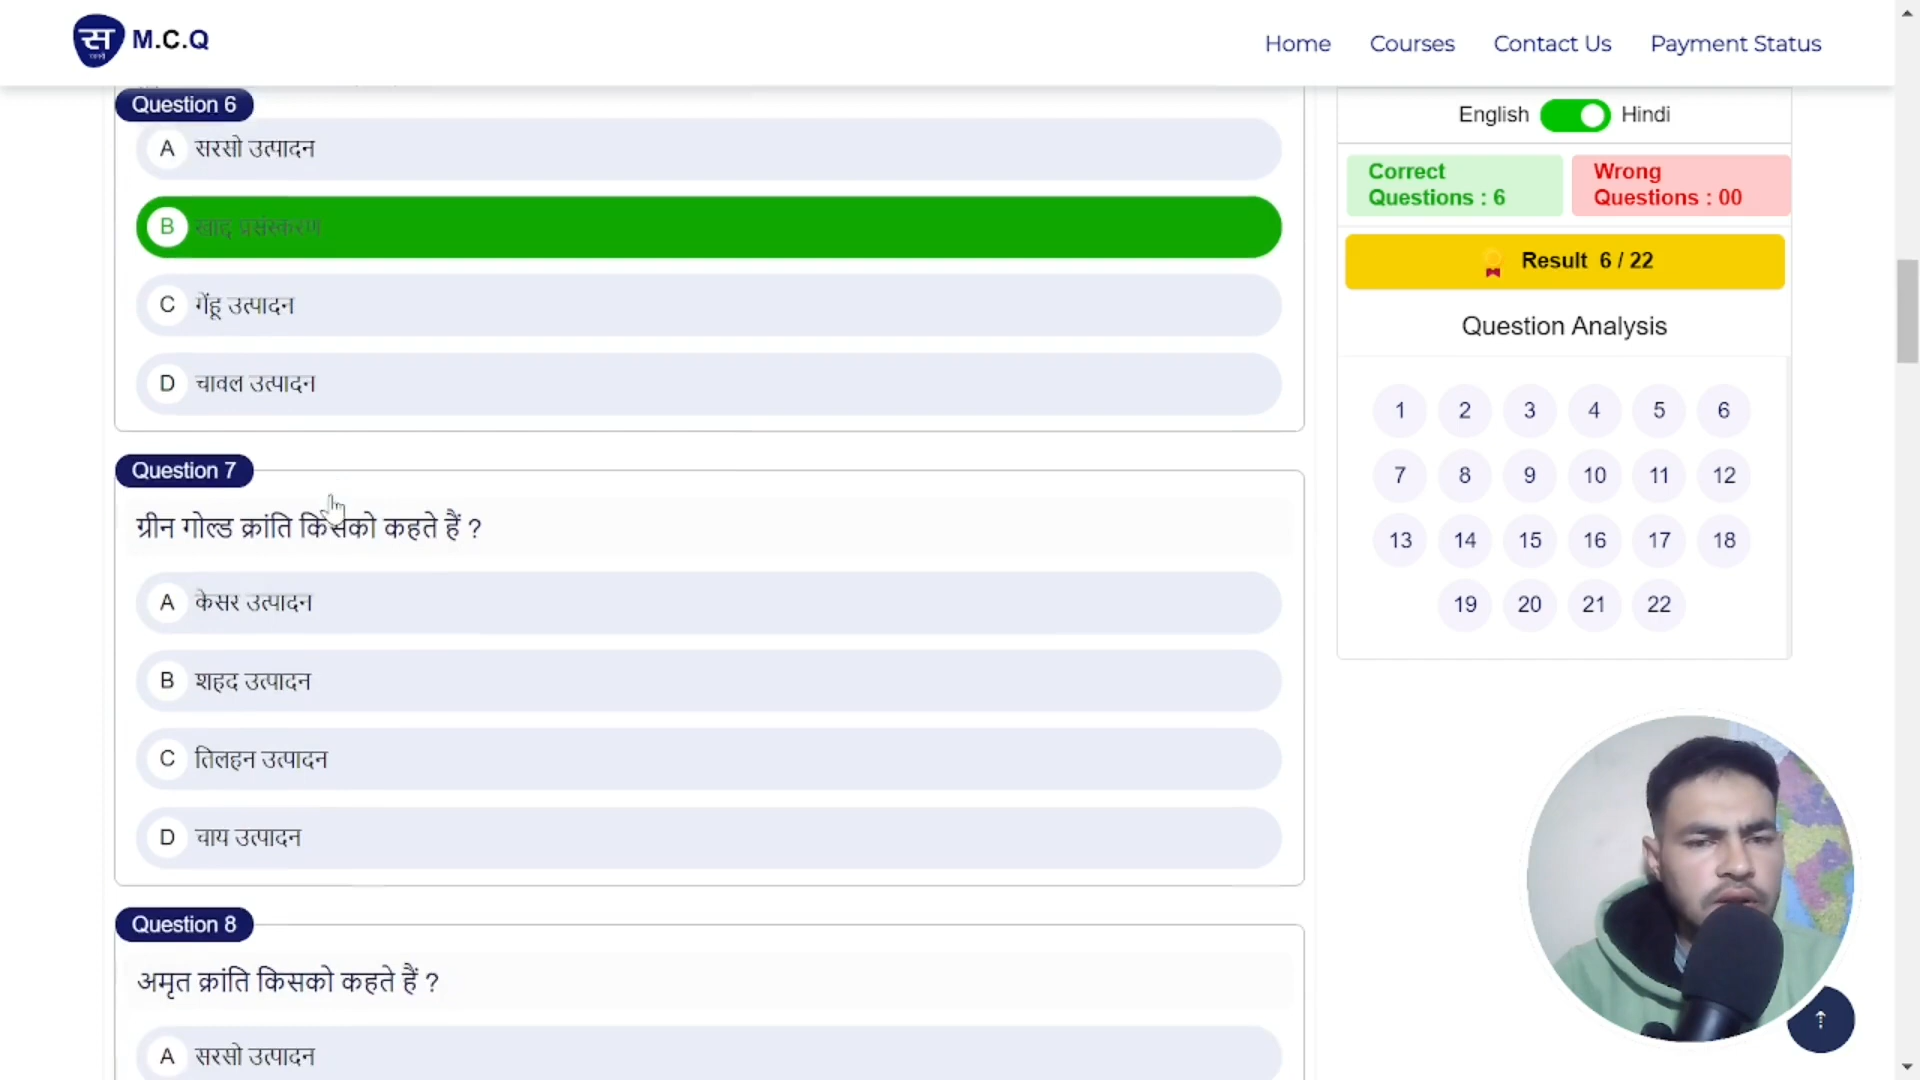 स
M.C.Q
Home
Courses
Contact Us
Payment Status
Question 6
A सरसो उत्पादन
B खाद्द प्रसंस्करण
C गेंहू उत्पादन
D चावल उत्पादन
Question 7
ग्रीन गोल्ड क्रांति किसको कहते हैं ?
A केसर उत्पादन
B शहद उत्पादन
C तिलहन उत्पादन
D चाय उत्पादन
Question 8
अमृत क्रांति किसको कहते हैं ?
A सरसो उत्पादन
English Hindi
Correct
Questions : 6
Wrong
Questions : 00
Result 6 / 22
Question Analysis
1 2 3 4 5 6
7 8 9 10 11 12
13 14 15 16 17 18
19 20 21 22